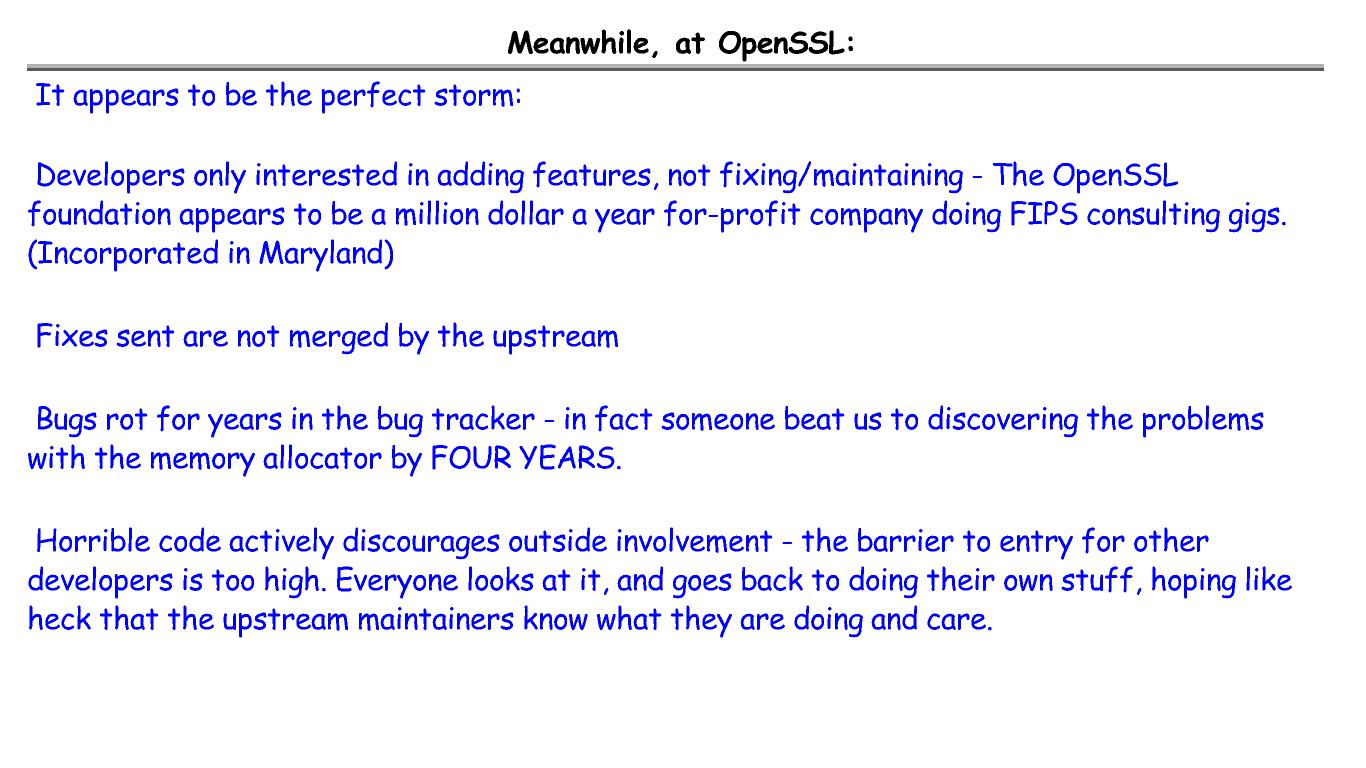 Meanwhile, at OpenSSL:
It appears to be the perfect storm:
Developers only interested in adding features, not fixing/maintaining - The OpenSSL
foundation appears to be a million dollar a year for-profit company doing FIPS consulting gigs.
(Incorporated in Maryland)
Fixes sent are not merged by the upstream
Bugs rot for years in the bug tracker - in fact someone beat us to discovering the problems
with the memory allocator by FOUR YEARS.
Horrible code actively discourages outside involvement - the barrier to entry for other
developers is too high. Everyone looks at it, and goes back to doing their own stuff, hoping like
heck that the upstream maintainers know what they are doing and care.